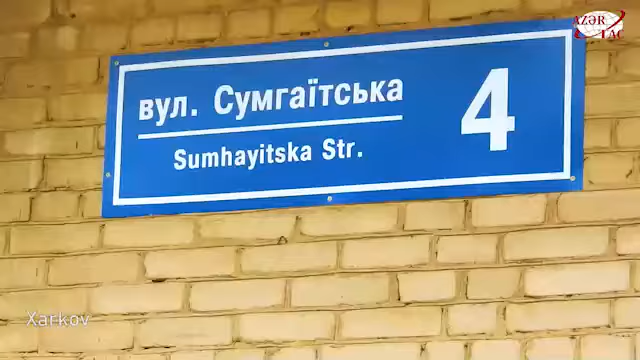 AZƏR
TAC
вул. Сумгаїтська
4
Sumhayitska Str.
Xarkov